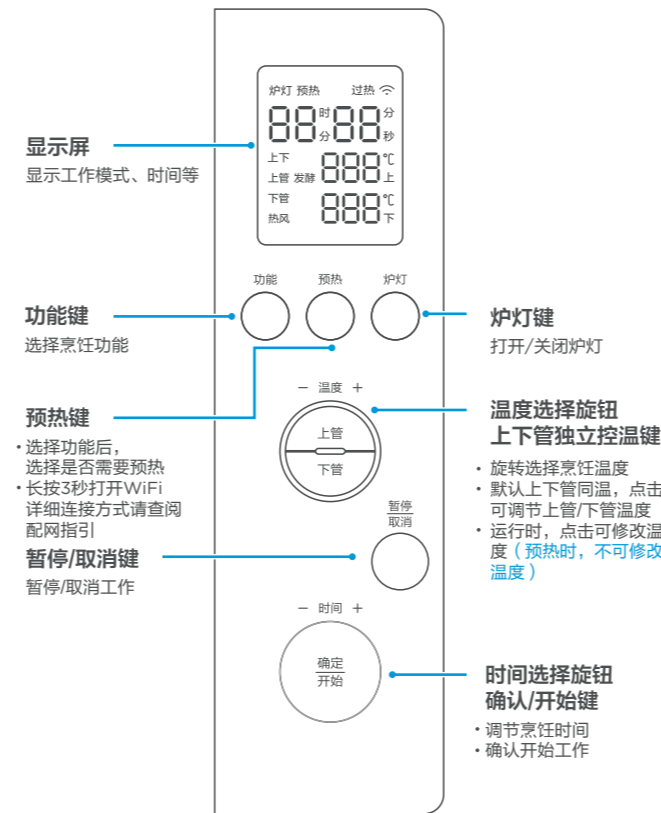 炉灯 预热 过热
88时分88分秒
上下
上管 发酵 888℃上
下管
热风 888℃下
显示屏
显示工作模式、时间等
功能 预热 炉灯
功能键
选择烹饪功能
炉灯键
打开/关闭炉灯
预热键
·选择功能后，
选择是否需要预热
·长按3秒打开WiFi
详细连接方式请查阅
配网指引
- 温度 +
上管
下管
温度选择旋钮
上下管独立控温键
· 旋转选择烹饪温度
· 默认上下管同温，点击
可调节上管/下管温度
· 运行时，点击可修改温
度（预热时，不可修改
温度）
暂停
取消
暂停/取消键
暂停/取消工作
- 时间 +
确定
开始
时间选择旋钮
确认/开始键
·调节烹饪时间
·确认开始工作